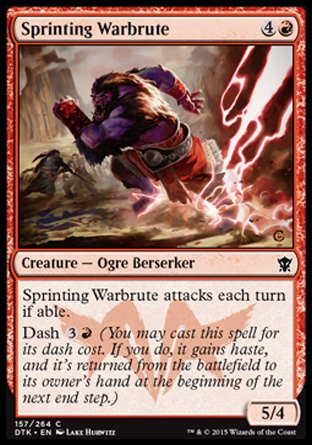 Sprinting Warbrute 4
Creature — Ogre Berserker
Sprinting Warbrute attacks each turn
if able.
Dash 3 (You may cast this spell for
its dash cost. If you do, it gains haste,
and it's returned from the battlefield to
its owner's hand at the beginning of
the next end step.)
5/4
157/264 C
DTK • EN Lake Hurwitz
™ & © 2015 Wizards of the Coast